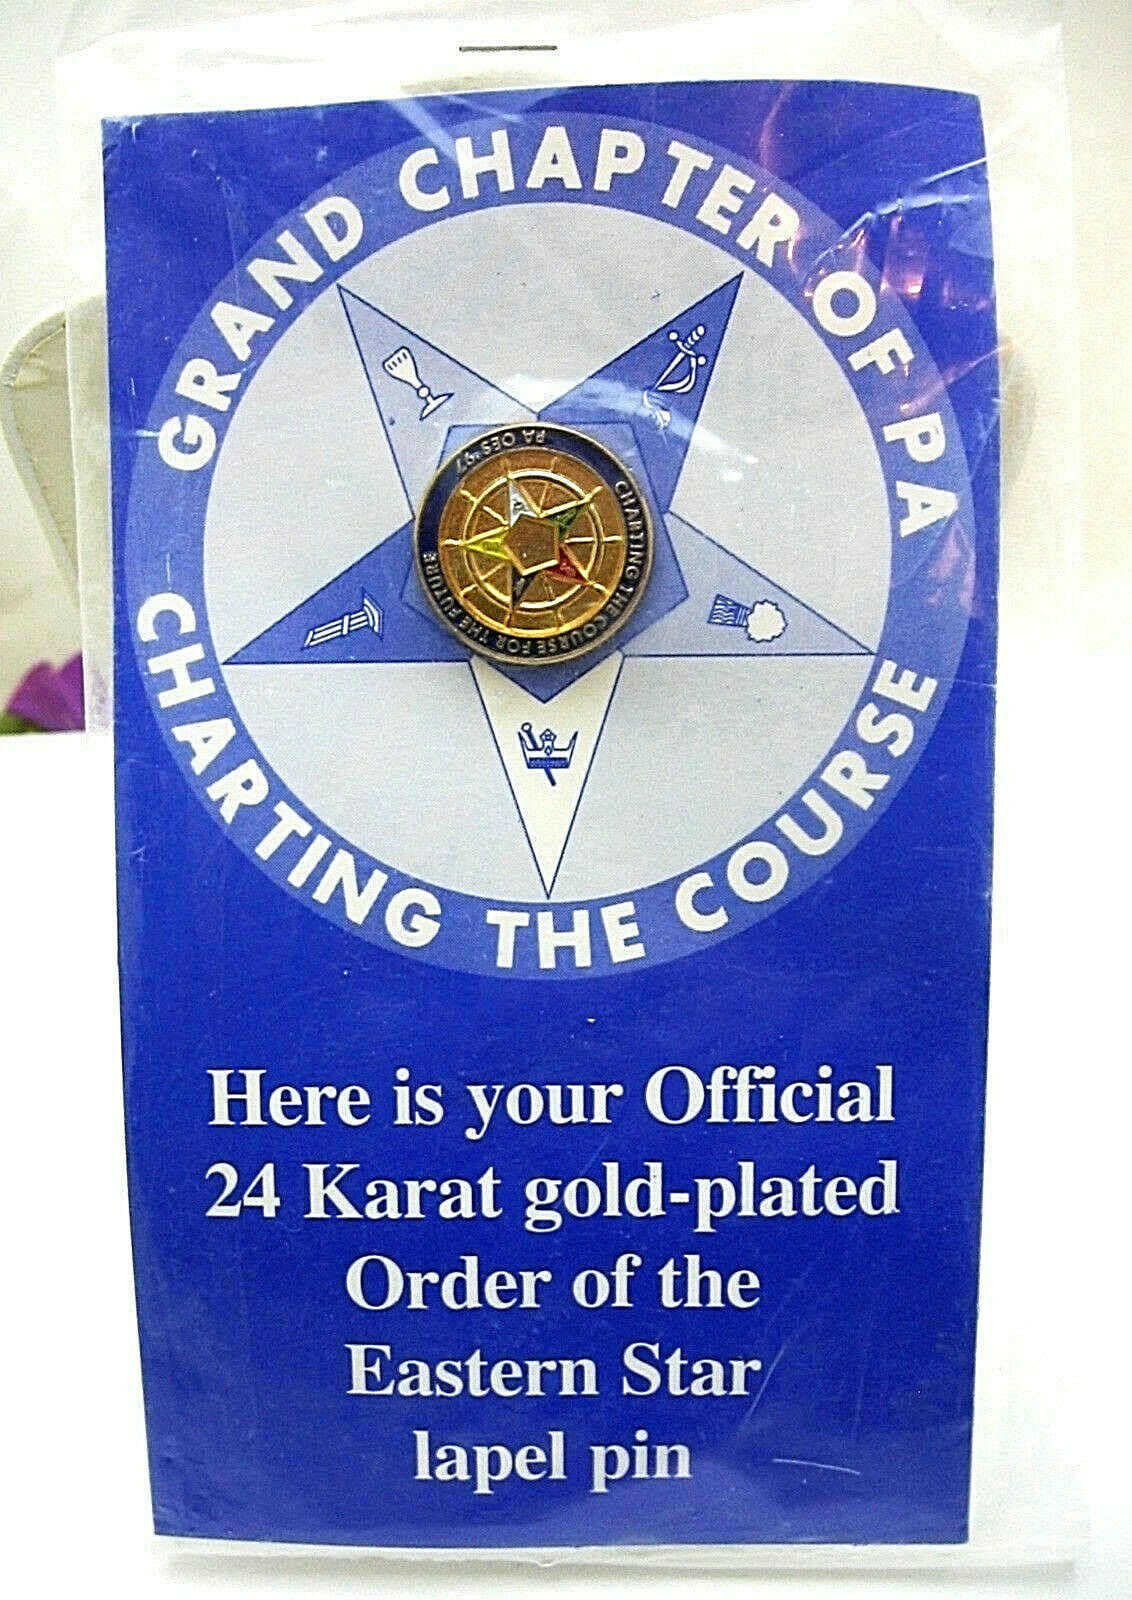 GRAND CHAPTER OF PA
CHARTING THE COURSE
PA OES '97
CHARTING THE COURSE FOR THE FUTURE
Here is your Official
24 Karat gold-plated
Order of the
Eastern Star
lapel pin